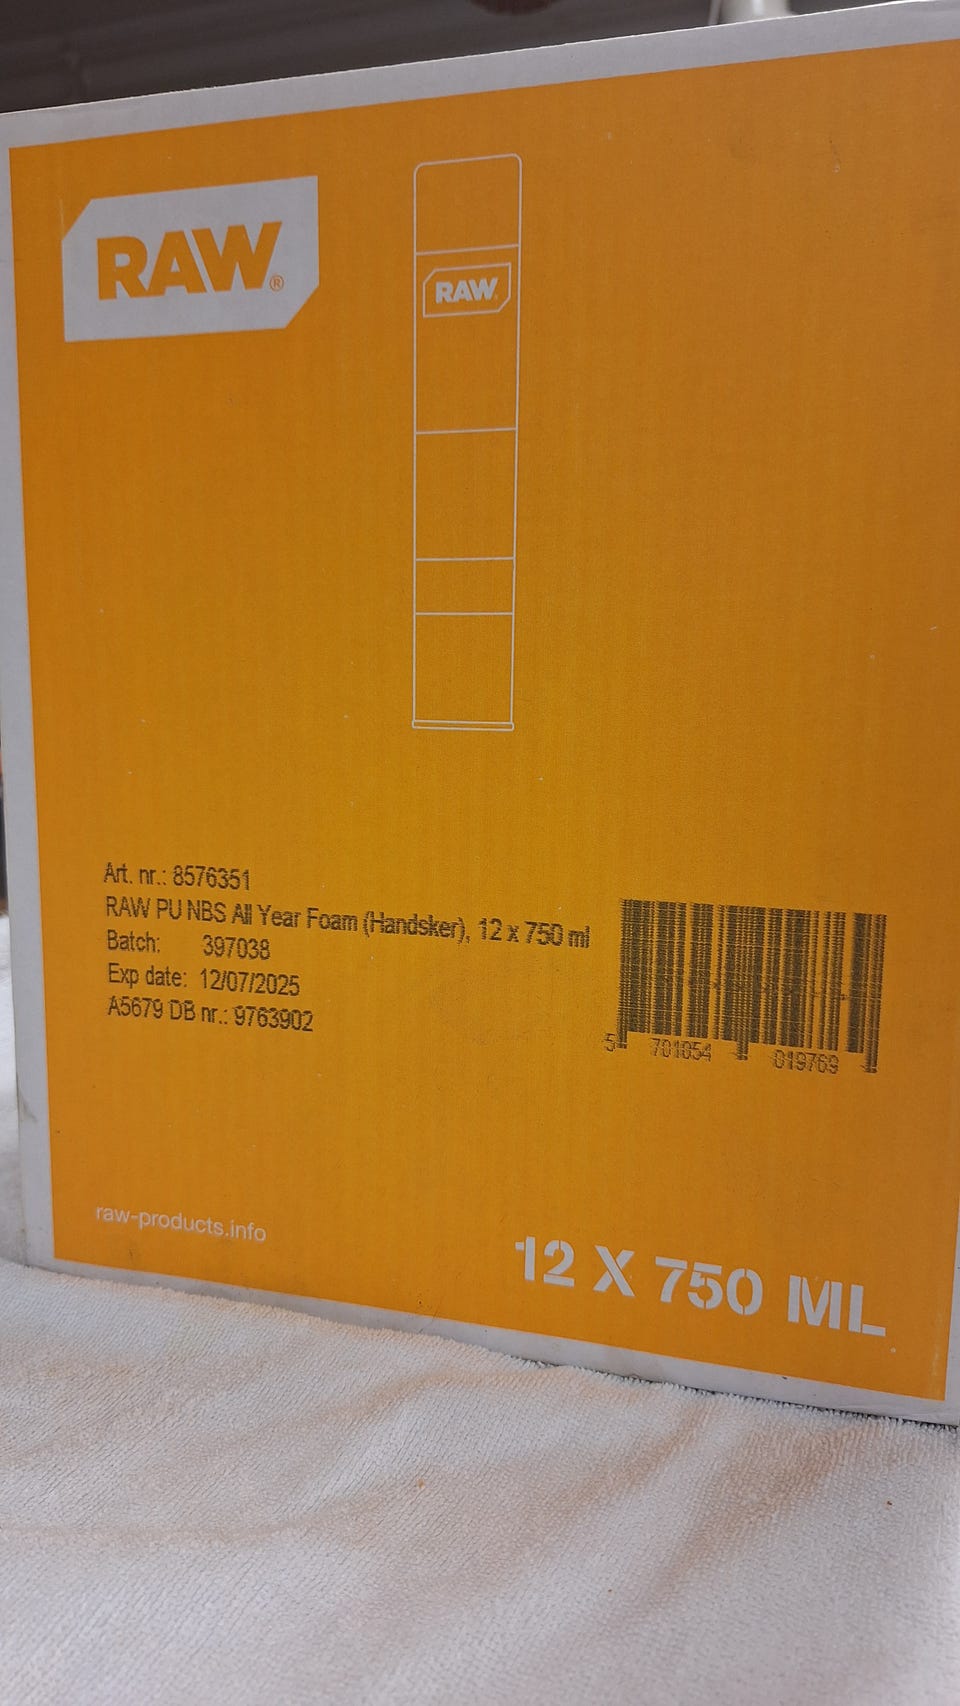 RAW®
RAW
Art. nr.: 8576351
RAW PU NBS All Year Foam (Handsker), 12 x 750 ml
Batch: 397038
Exp date: 12/07/2025
A5679 DB nr.: 9763902
5 701054 019769
raw-products.info
12 X 750 ML